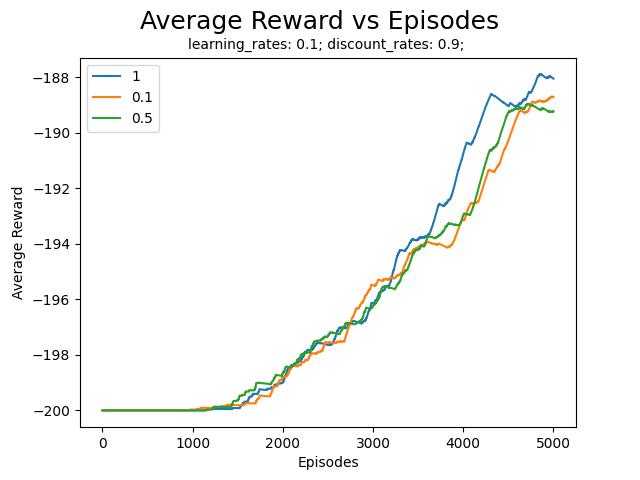 Average Reward vs Episodes
learning_rates: 0.1; discount_rates: 0.9;
1
0.1
0.5
−188
−190
−192
−194
−196
−198
−200
Average Reward
0 1000 2000 3000 4000 5000
Episodes